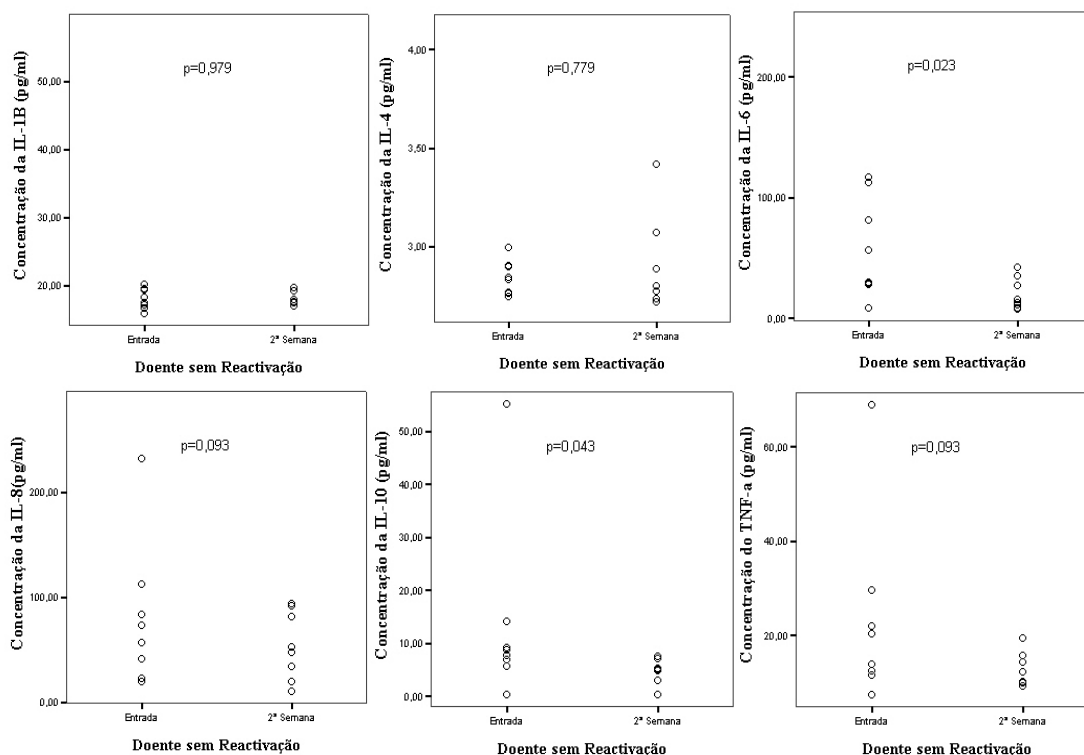 Concentração da IL-1B (pg/ml)
50,00
40,00
30,00
20,00
p=0,979
Entrada
2ª Semana
Doente sem Reactivação
Concentração da IL-4 (pg/ml)
4,00
3,50
3,00
p=0,779
Entrada
2ª Semana
Doente sem Reactivação
Concentração da IL-6 (pg/ml)
200,00
100,00
0,00
p=0,023
Entrada
2ª Semana
Doente sem Reactivação
Concentração da IL-8(pg/ml)
200,00
100,00
0,00
p=0,093
Entrada
2ª Semana
Doente sem Reactivação
Concentração da IL-10 (pg/ml)
50,00
40,00
30,00
20,00
10,00
0,00
p=0,043
Entrada
2ª Semana
Doente sem Reactivação
Concentração do TNF-a (pg/ml)
60,00
40,00
20,00
p=0,093
Entrada
2ª Semana
Doente sem Reactivação